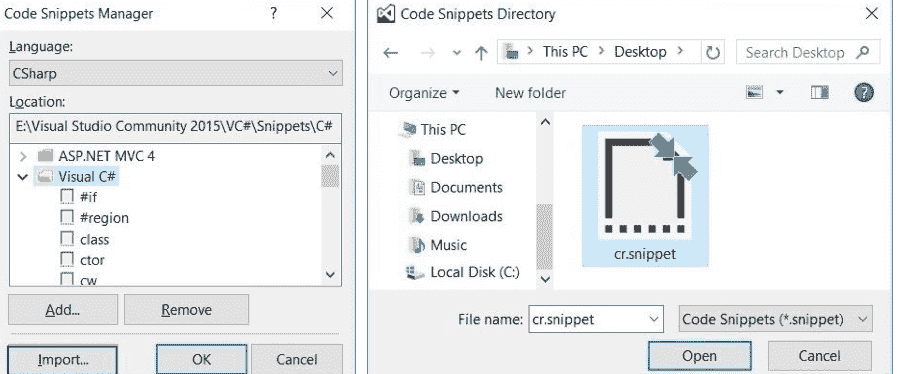 Code Snippets Manager
?
Language:
CSharp
Location:
E:\Visual Studio Community 2015\VC#\Snippets\C#
ASP.NET MVC 4
Visual C#
#if
#region
class
ctor
cw
Add...
Remove
Import...
OK
Cancel
Code Snippets Directory
This PC
Desktop
Search Desktop
Organize
New folder
?
This PC
Desktop
Documents
Downloads
Music
Local Disk (C:)
cr.snippet
File name:
cr.snippet
Code Snippets (*.snippet)
Open
Cancel